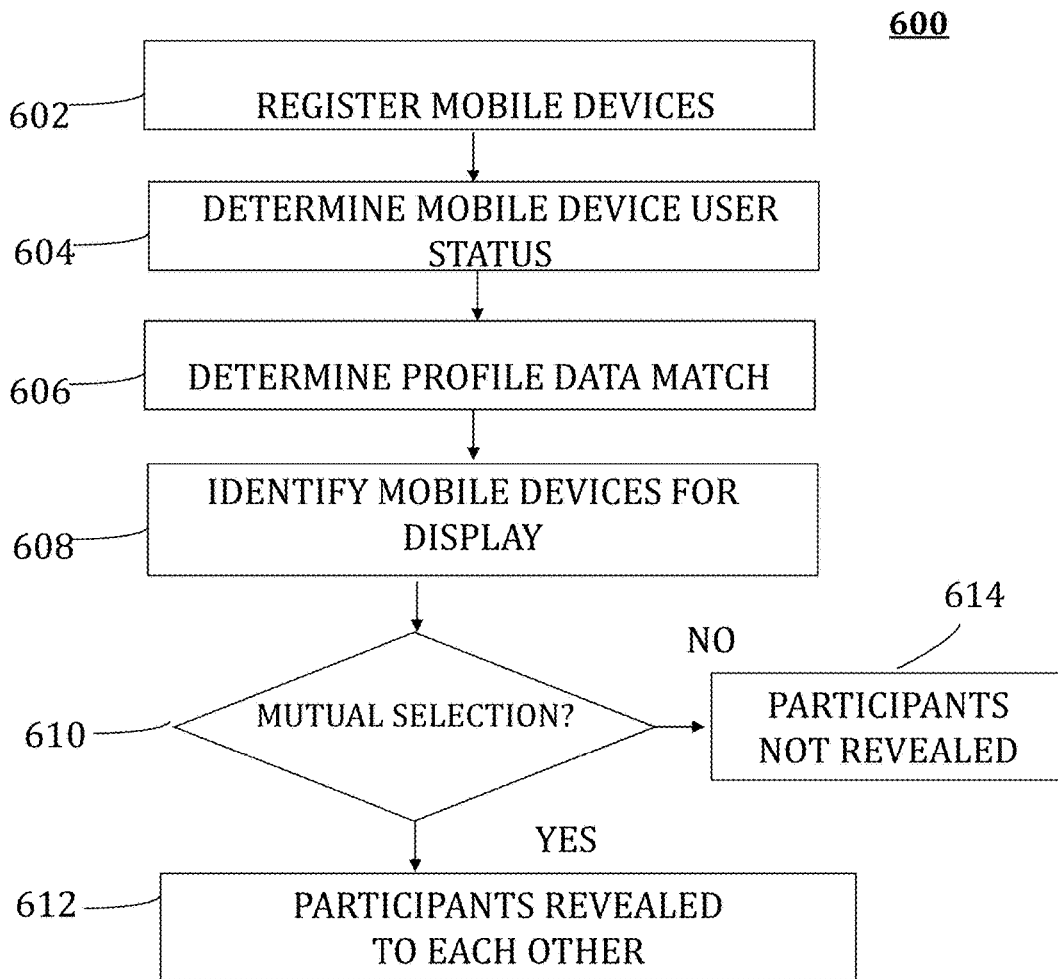 600
602
REGISTER MOBILE DEVICES
DETERMINE MOBILE DEVICE USER
STATUS
604
DETERMINE PROFILE DATA MATCH
606
IDENTIFY MOBILE DEVICES FOR
DISPLAY
608
614
NO
MUTUAL SELECTION?
610
PARTICIPANTS
NOT REVEALED
YES
612
PARTICIPANTS REVEALED
TO EACH OTHER